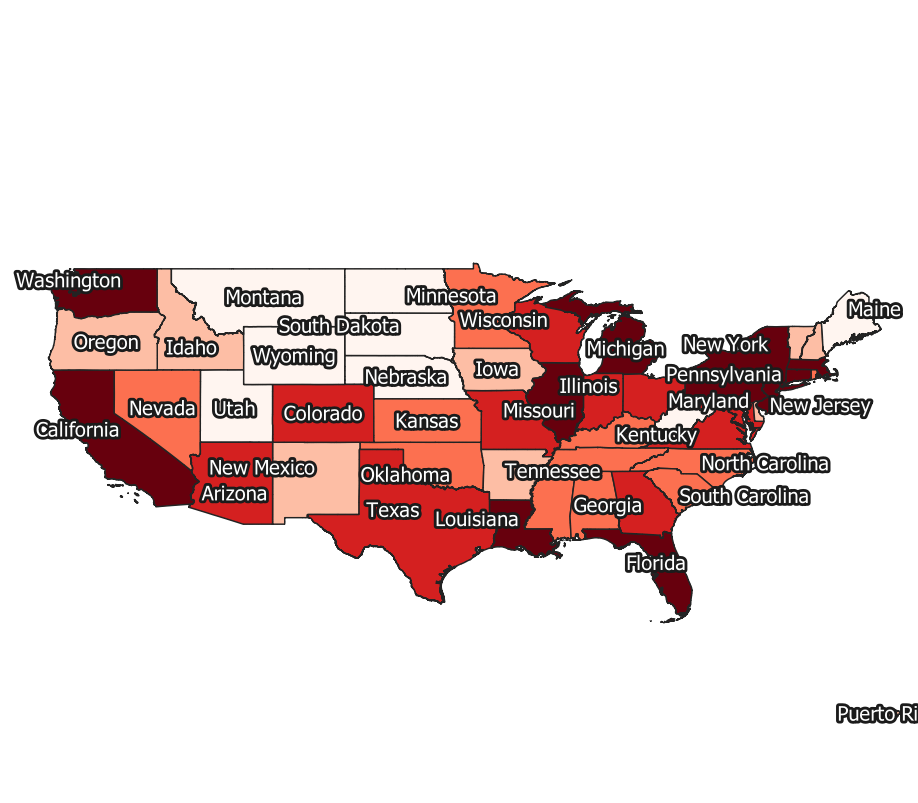 Washington
Montana
Minnesota
Maine
South Dakota
Wisconsin
Oregon
Idaho
Wyoming
Michigan
New York
Nebraska
Iowa
Illinois
Pennsylvania
Nevada
Utah
Colorado
Kansas
Missouri
Maryland
New Jersey
California
Kentucky
New Mexico
Arizona
Oklahoma
Tennessee
North Carolina
South Carolina
Texas
Louisiana
Georgia
Florida
Puerto Ri